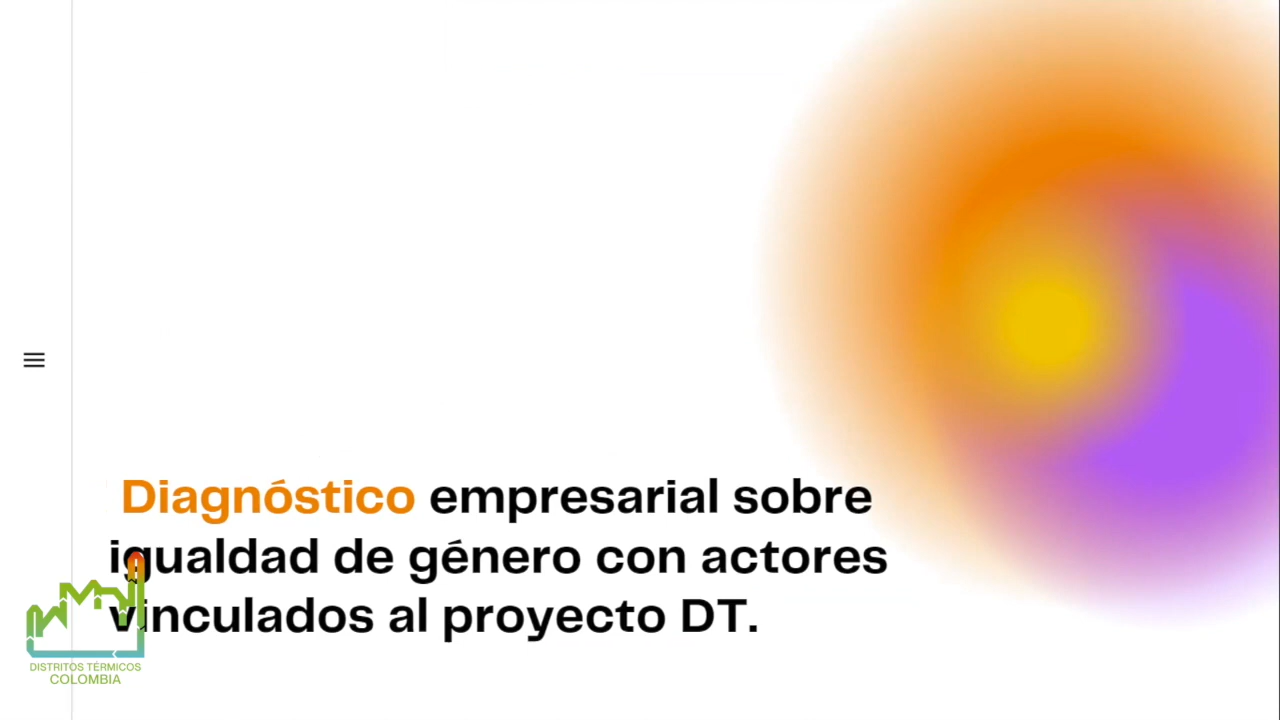 Diagnóstico empresarial sobre
igualdad de género con actores
vinculados al proyecto DT.
DISTRITOS TÉRMICOS
COLOMBIA